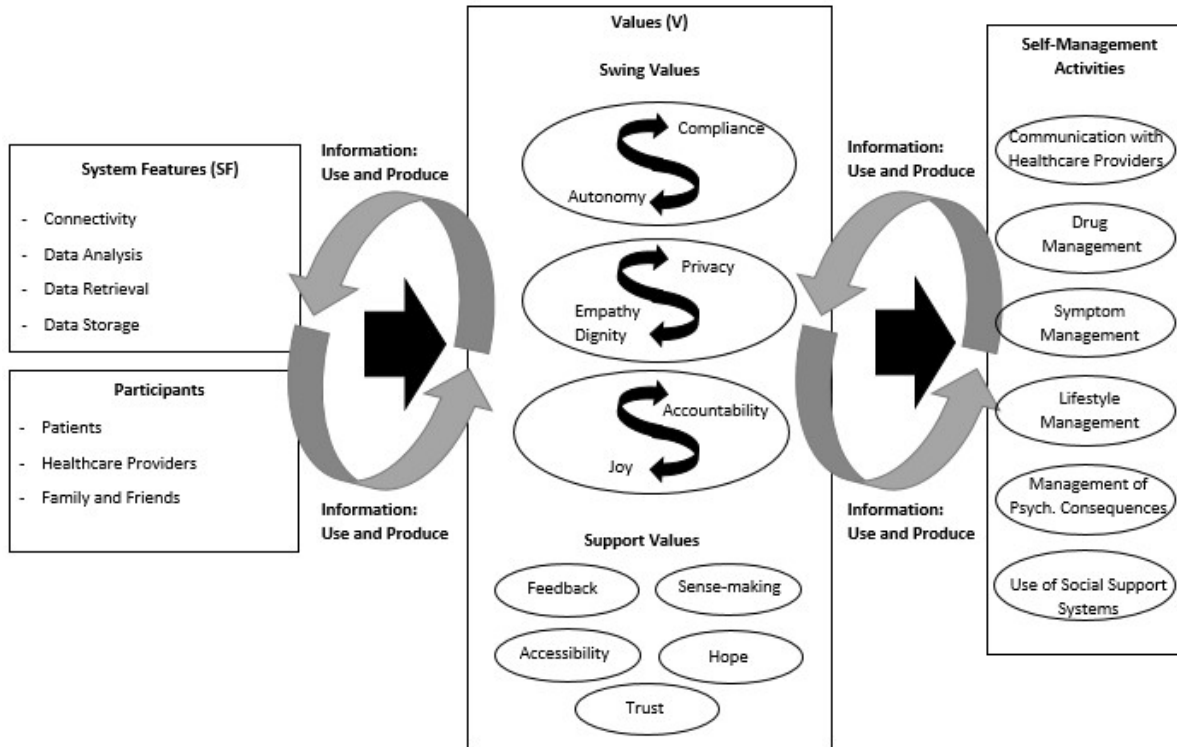 System Features (SF)
- Connectivity
- Data Analysis
- Data Retrieval
- Data Storage
Participants
- Patients
- Healthcare Providers
- Family and Friends
Information:
Use and Produce
Information:
Use and Produce
Values (V)
Swing Values
Compliance
Autonomy
Privacy
Empathy
Dignity
Accountability
Joy
Support Values
Feedback
Sense-making
Accessibility
Hope
Trust
Information:
Use and Produce
Information:
Use and Produce
Self-Management
Activities
Communication with
Healthcare Providers
Drug
Management
Symptom
Management
Lifestyle
Management
Management of
Psych. Consequences
Use of Social Support
Systems